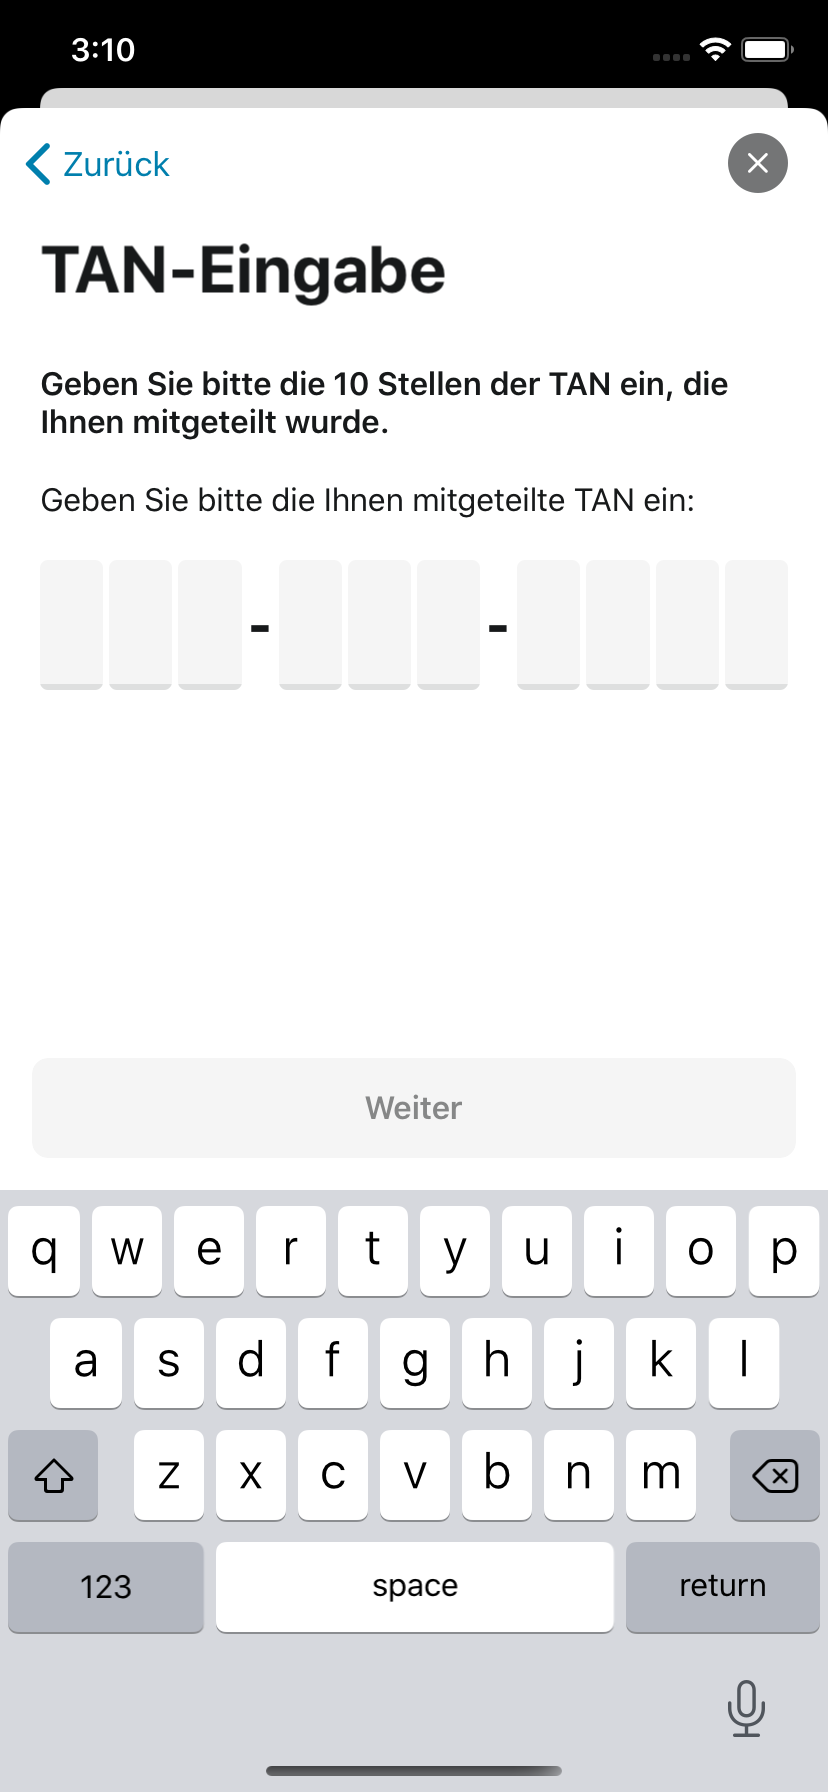 3:10
Zurück
TAN-Eingabe
Geben Sie bitte die 10 Stellen der TAN ein, die
Ihnen mitgeteilt wurde.
Geben Sie bitte die Ihnen mitgeteilte TAN ein:
- -
Weiter
q w e r t y u i o p
a s d f g h j k l
z x c v b n m
123 space return